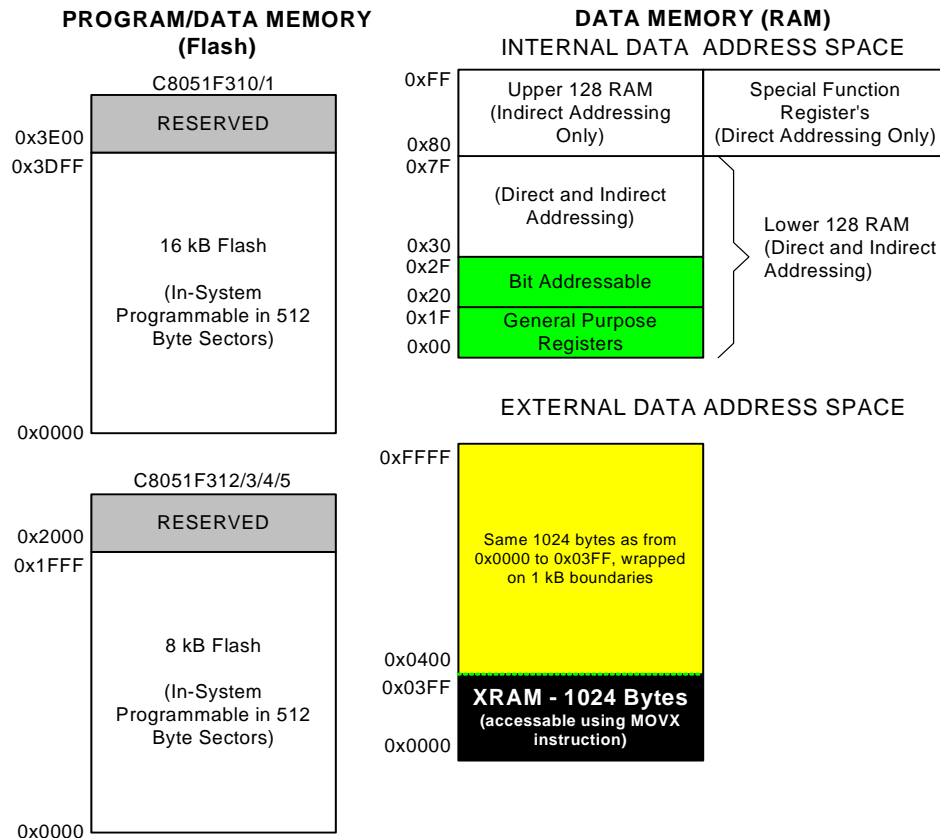 PROGRAM/DATA MEMORY
(Flash)
C8051F310/1
RESERVED
0x3E00
0x3DFF
16 kB Flash
(In-System
Programmable in 512
Byte Sectors)
0x0000
C8051F312/3/4/5
RESERVED
0x2000
0x1FFF
8 kB Flash
(In-System
Programmable in 512
Byte Sectors)
0x0000
DATA MEMORY (RAM)
INTERNAL DATA ADDRESS SPACE
0xFF
Upper 128 RAM
(Indirect Addressing
Only)
0x80
Special Function
Register's
(Direct Addressing Only)
0x7F
(Direct and Indirect
Addressing)
0x30
Lower 128 RAM
(Direct and Indirect
Addressing)
0x2F
Bit Addressable
0x20
0x1F
General Purpose
Registers
0x00
EXTERNAL DATA ADDRESS SPACE
0xFFFF
Same 1024 bytes as from
0x0000 to 0x03FF, wrapped
on 1 kB boundaries
0x0400
0x03FF
XRAM - 1024 Bytes
(accessable using MOVX
instruction)
0x0000